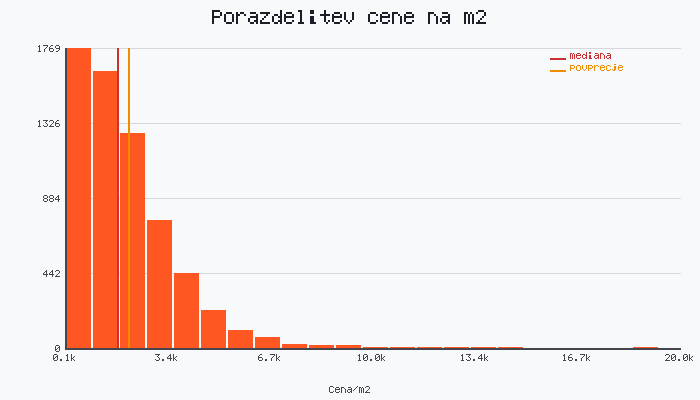 Porazdelitev cene na m2
mediana
povprecje
1769
1326
884
442
0
0.1k 3.4k 6.7k 10.0k 13.4k 16.7k 20.0k
Cena/m2